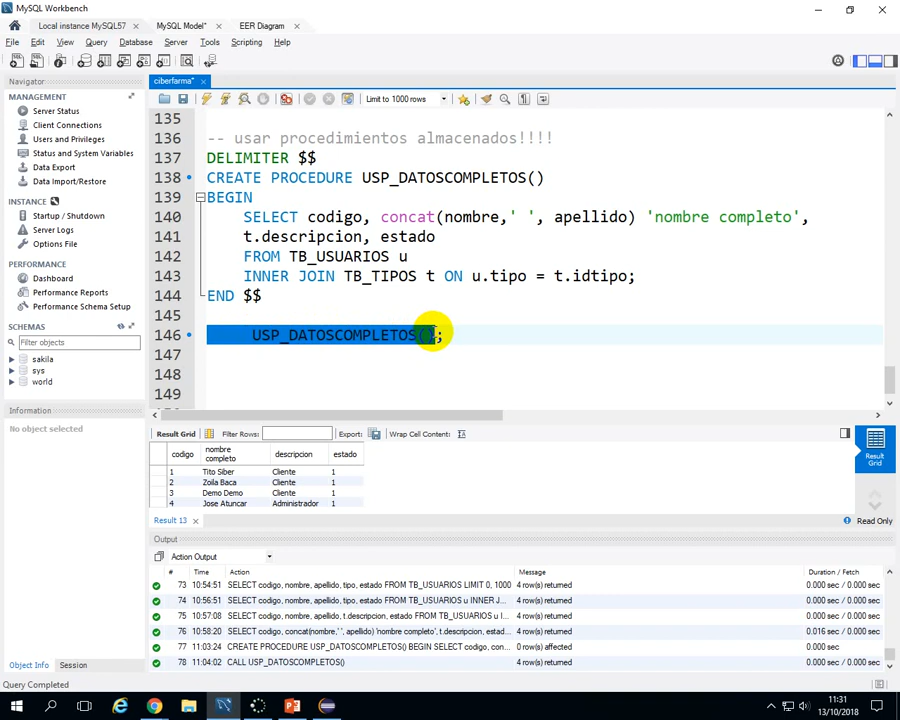 MySQL Workbench
Local instance MySQL57 MySQL Model* EER Diagram
File Edit View Query Database Server Tools Scripting Help
Navigator
MANAGEMENT
Server Status
Client Connections
Users and Privileges
Status and System Variables
Data Export
Data Import/Restore
INSTANCE
Startup / Shutdown
Server Logs
Options File
PERFORMANCE
Dashboard
Performance Reports
Performance Schema Setup
SCHEMAS
Filter objects
sakila
sys
world
Information
No object selected
Object Info Session
Query Completed
ciberfarma*
Limit to 1000 rows
135
136 -- usar procedimientos almacenados!!!!
137 DELIMITER $$
138 CREATE PROCEDURE USP_DATOSCOMPLETOS()
139 BEGIN
140 SELECT codigo, concat(nombre,' ', apellido) 'nombre completo',
141 t.descripcion, estado
142 FROM TB_USUARIOS u
143 INNER JOIN TB_TIPOS t ON u.tipo = t.idtipo;
144 END $$
145
146 USP_DATOSCOMPLETOS();
147
148
149
Result Grid Filter Rows: Export: Wrap Cell Content:
codigo nombre completo descripcion estado
1 Tito Siber Cliente 1
2 Zoila Baca Cliente 1
3 Demo Demo Cliente 1
4 Jose Atuncar Administrador 1
Result Grid
Result 13 Read Only
Output
Action Output
# Time Action Message Duration / Fetch
73 10:54:51 SELECT codigo, nombre, apellido, tipo, estado FROM TB_USUARIOS LIMIT 0, 1000 4 row(s) returned 0.000 sec / 0.000 sec
74 10:56:51 SELECT codigo, nombre, apellido, tipo, estado FROM TB_USUARIOS u INNER J... 4 row(s) returned 0.000 sec / 0.000 sec
75 10:57:08 SELECT codigo, nombre, apellido, t.descripcion, estado FROM TB_USUARIOS u I... 4 row(s) returned 0.000 sec / 0.000 sec
76 10:58:20 SELECT codigo, concat(nombre,' ', apellido) 'nombre completo', t.descripcion, estad... 4 row(s) returned 0.016 sec / 0.000 sec
77 11:03:24 CREATE PROCEDURE USP_DATOSCOMPLETOS() BEGIN SELECT codigo, con... 0 row(s) affected 0.000 sec
78 11:04:02 CALL USP_DATOSCOMPLETOS() 4 row(s) returned 0.000 sec / 0.000 sec
11:31
13/10/2018